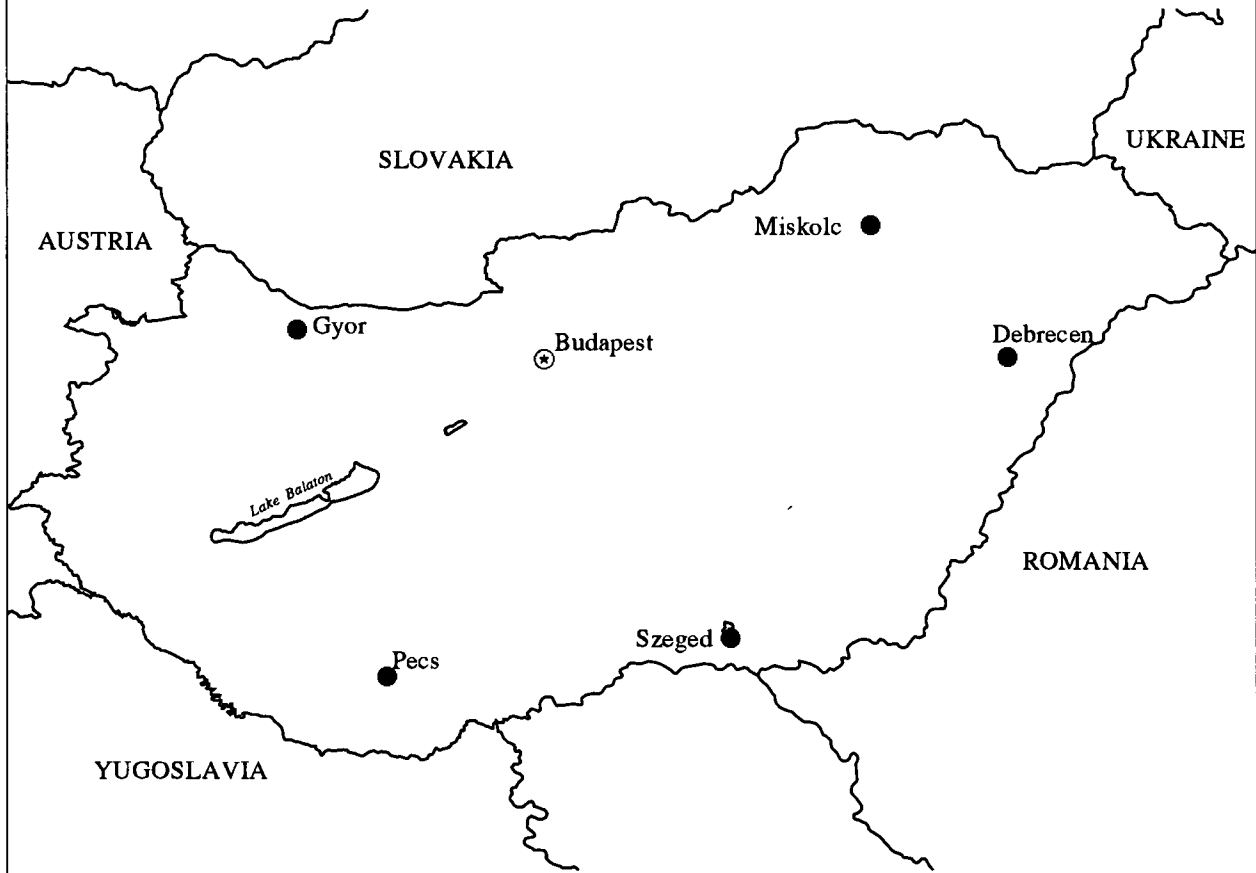 UKRAINE
SLOVAKIA
Miskolc
AUSTRIA
Gyor
Debrecen
Budapest
Lake Balaton
ROMANIA
Szeged
Pecs
YUGOSLAVIA